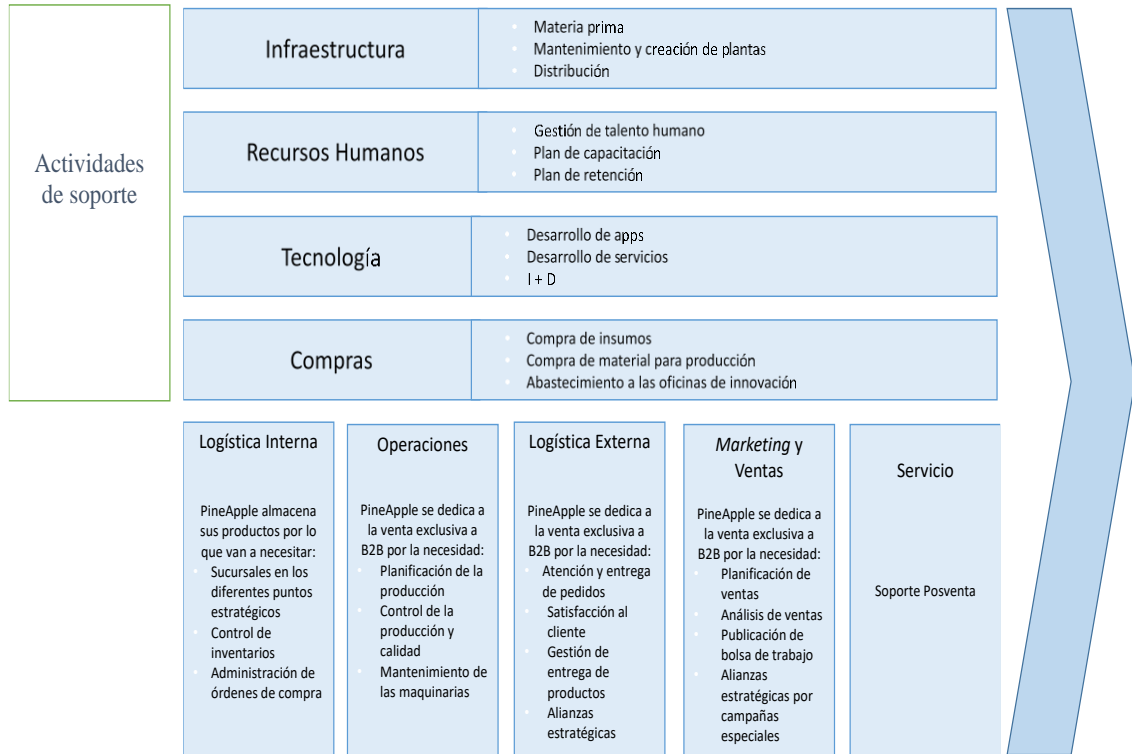 Actividades
de soporte
Infraestructura
Materia prima
Mantenimiento y creación de plantas
Distribución
Recursos Humanos
Gestión de talento humano
Plan de capacitación
Plan de retención
Tecnología
Desarrollo de apps
Desarrollo de servicios
I + D
Compras
Compra de insumos
Compra de material para producción
Abastecimiento a las oficinas de innovación
Logística Interna
PineApple almacena
sus productos por lo
que van a necesitar:
Sucursales en los
diferentes puntos
estratégicos
Control de
inventarios
Administración de
órdenes de compra
Operaciones
PineApple se dedica a
la venta exclusiva a
B2B por la necesidad:
Planificación de la
producción
Control de la
producción y
calidad
Mantenimiento de
las maquinarias
Logística Externa
PineApple se dedica a
la venta exclusiva a
B2B por la necesidad:
Atención y entrega
de pedidos
Satisfacción al
cliente
Gestión de
entrega de
productos
Alianzas
estratégicas
Marketing y
Ventas
PineApple se dedica a
la venta exclusiva a
B2B por la necesidad:
Planificación de
ventas
Análisis de ventas
Publicación de
bolsa de trabajo
Alianzas
estratégicas por
campañas
especiales
Servicio
Soporte Posventa